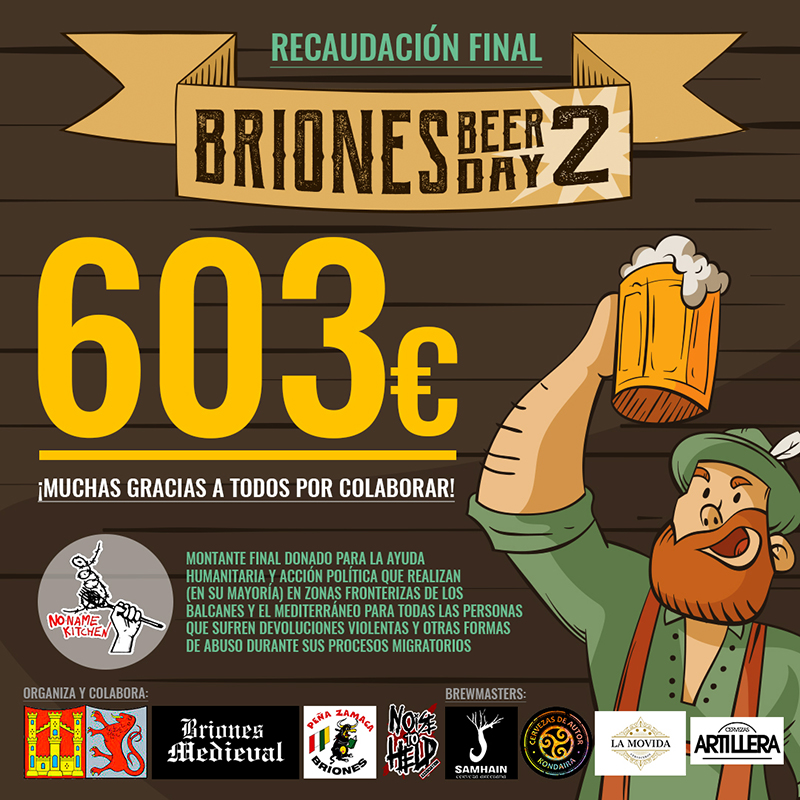 RECAUDACIÓN FINAL
BRIONES BEER DAY 2
603€
¡MUCHAS GRACIAS A TODOS POR COLABORAR!
NO NAME
KITCHEN
MONTANTE FINAL DONADO PARA LA AYUDA
HUMANITARIA Y ACCIÓN POLÍTICA QUE REALIZAN
(EN SU MAYORÍA) EN ZONAS FRONTERIZAS DE LOS
BALCANES Y EL MEDITERRÁNEO PARA TODAS LAS PERSONAS
QUE SUFREN DEVOLUCIONES VIOLENTAS Y OTRAS FORMAS
DE ABUSO DURANTE SUS PROCESOS MIGRATORIOS
ORGANIZA Y COLABORA:
Briones
Medieval
PEÑA ZAMACA
BRIONES
NOISE
TO
HELP
BREWMASTERS:
SAMHAIN
CERVEZA ARTESANA
CERVEZAS DE AUTOR
KONDAIRA
LA MOVIDA
CERVEZAS
ARTILLERA